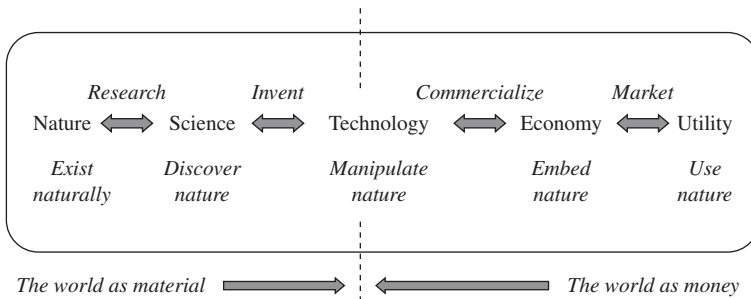 Research Invent Commercialize Market
Nature Science Technology Economy Utility
Exist Discover Manipulate Embed Use
naturally nature nature nature nature
The world as material The world as money